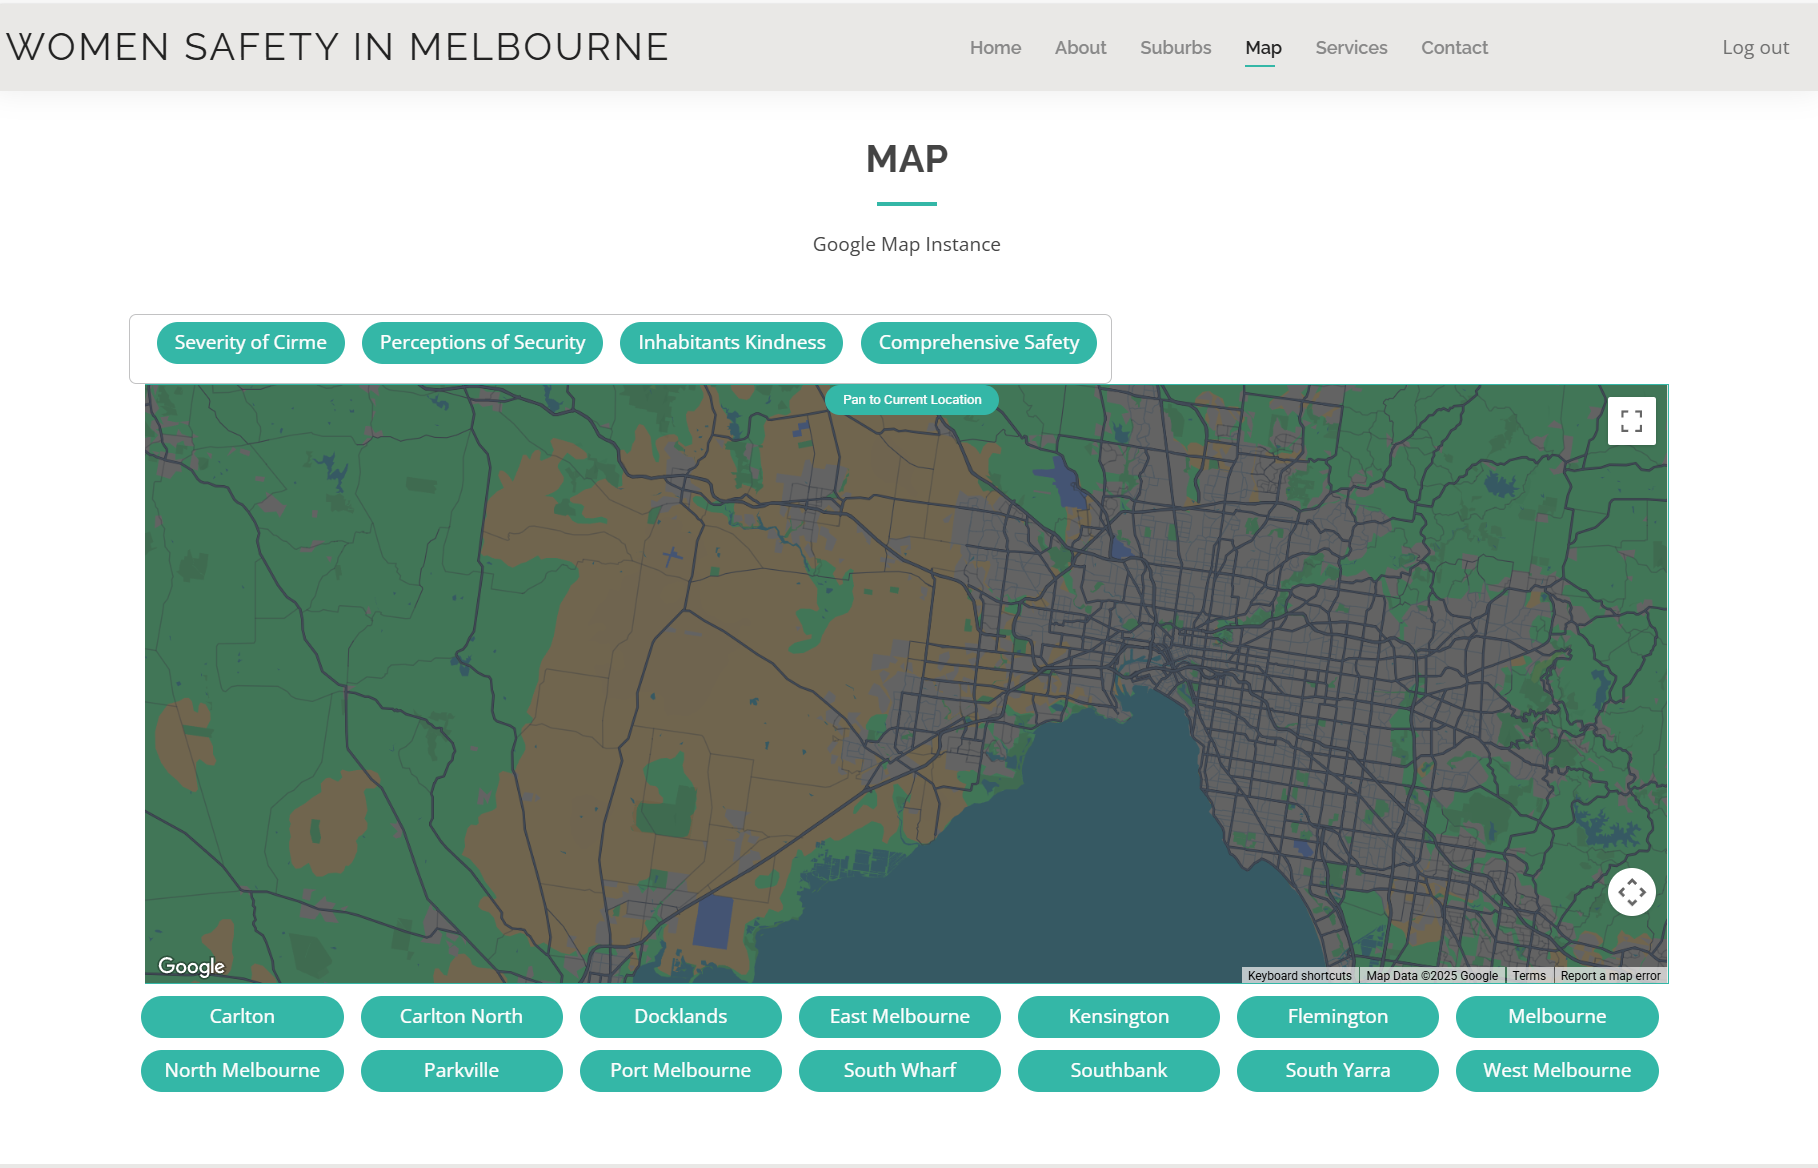 WOMEN SAFETY IN MELBOURNE
Home About Suburbs Map Services Contact Log out
MAP
Google Map Instance
Severity of Cirme Perceptions of Security Inhabitants Kindness Comprehensive Safety
Pan to Current Location
Google
Keyboard shortcuts Map Data ©2025 Google Terms Report a map error
Carlton Carlton North Docklands East Melbourne Kensington Flemington Melbourne
North Melbourne Parkville Port Melbourne South Wharf Southbank South Yarra West Melbourne